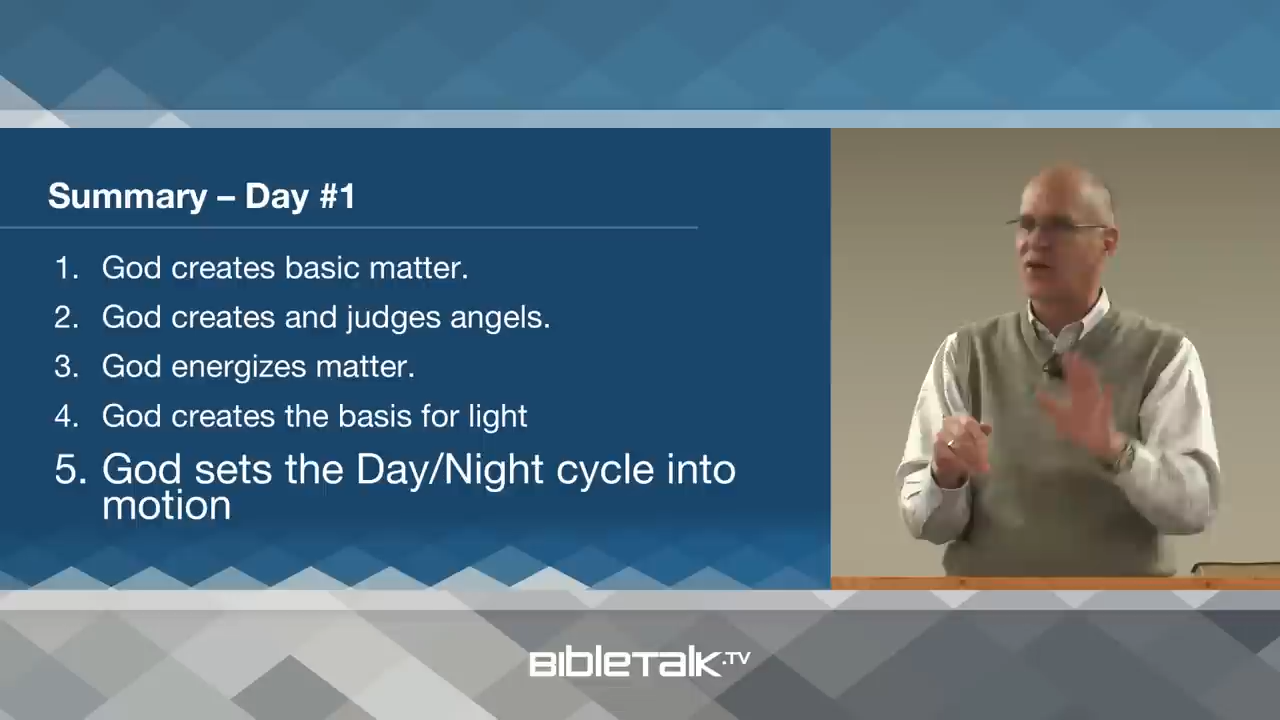 Summary – Day #1
1. God creates basic matter.
2. God creates and judges angels.
3. God energizes matter.
4. God creates the basis for light
5. God sets the Day/Night cycle into
motion
BIBLETALK.TV